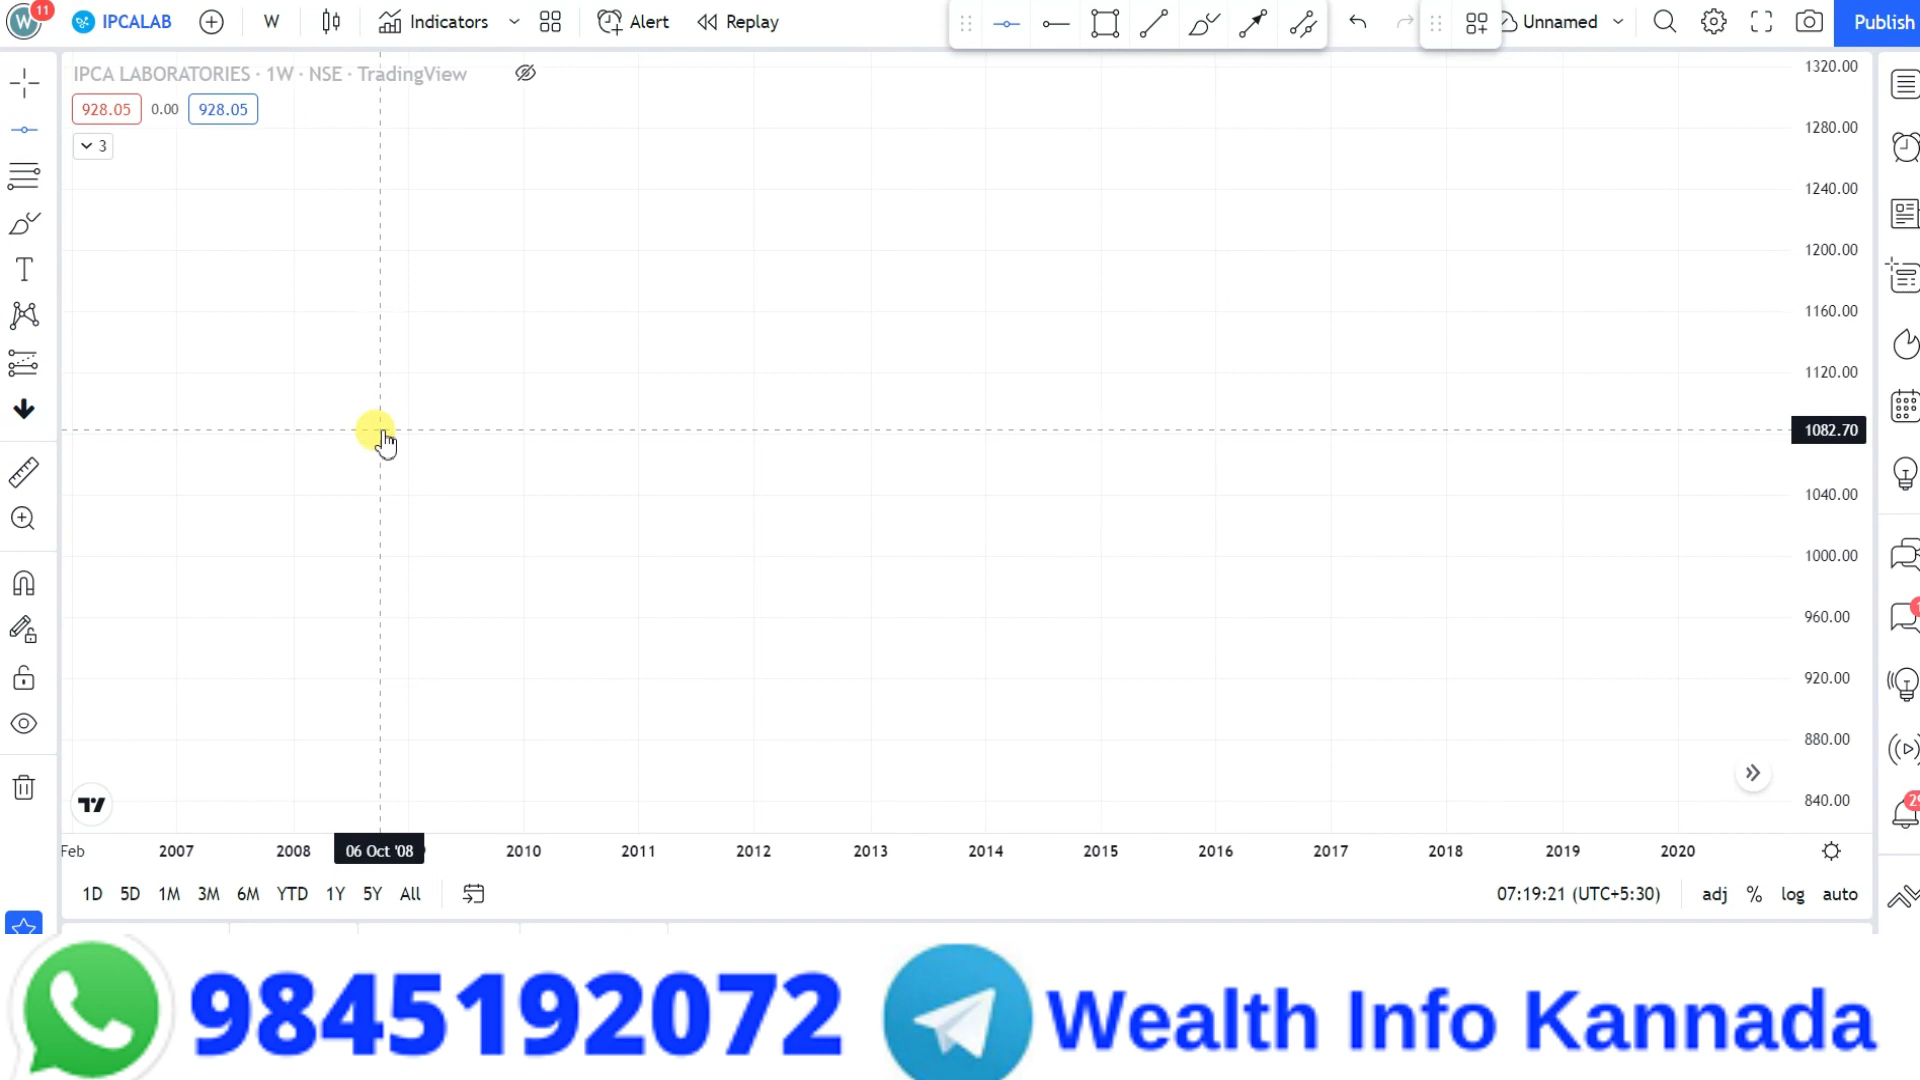 W 11 IPCALAB W Indicators Alert Replay Unnamed Publish
IPCA LABORATORIES · 1W · NSE · TradingView
928.05 0.00 928.05
3
1320.00
1280.00
1240.00
1200.00
1160.00
1120.00
1082.70
1040.00
1000.00
960.00
920.00
880.00
840.00
Feb 2007 2008 06 Oct '08 2010 2011 2012 2013 2014 2015 2016 2017 2018 2019 2020
1D 5D 1M 3M 6M YTD 1Y 5Y All 07:19:21 (UTC+5:30) adj % log auto
9845192072 Wealth Info Kannada